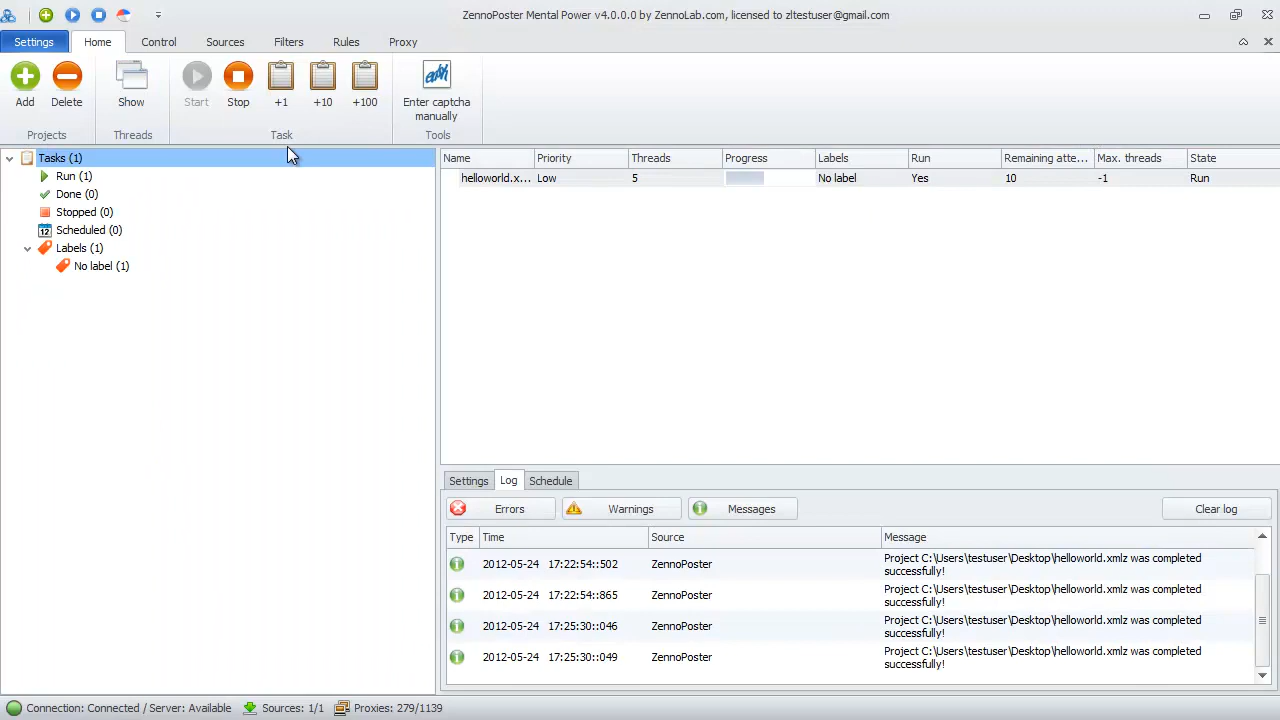 ZennoPoster Mental Power v4.0.0.0 by ZennoLab.com, licensed to zltestuser@gmail.com
Settings Home Control Sources Filters Rules Proxy
Add Delete Show Start Stop +1 +10 +100 Enter captcha
manually
Projects Threads Task Tools
Tasks (1)
Run (1)
Done (0)
Stopped (0)
12 Scheduled (0)
Labels (1)
No label (1)
Name Priority Threads Progress Labels Run Remaining atte... Max. threads State
helloworld.x... Low 5 No label Yes 10 -1 Run
Settings Log Schedule
Errors Warnings Messages Clear log
Type Time Source Message
2012-05-24 17:22:54::502 ZennoPoster Project C:\Users\testuser\Desktop\helloworld.xmlz was completed
successfully!
2012-05-24 17:22:54::865 ZennoPoster Project C:\Users\testuser\Desktop\helloworld.xmlz was completed
successfully!
2012-05-24 17:25:30::046 ZennoPoster Project C:\Users\testuser\Desktop\helloworld.xmlz was completed
successfully!
2012-05-24 17:25:30::049 ZennoPoster Project C:\Users\testuser\Desktop\helloworld.xmlz was completed
successfully!
Connection: Connected / Server: Available Sources: 1/1 Proxies: 279/1139